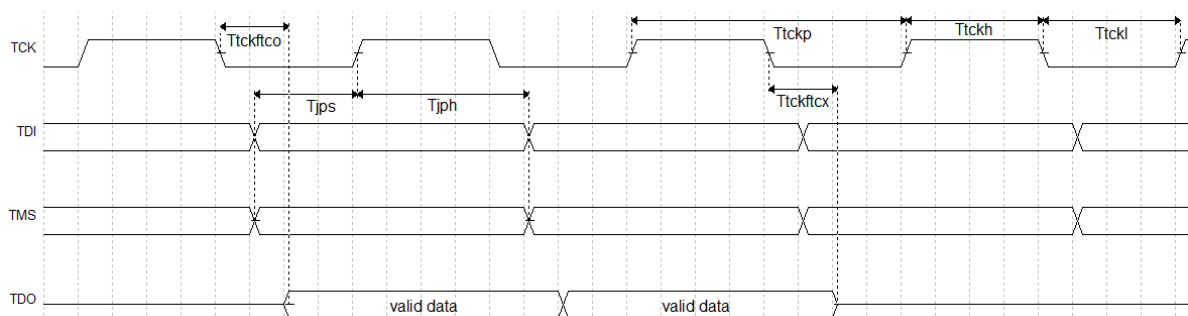 Ttckftco
Ttckp
Ttckh
Ttckl
TCK
Tjps
Tjph
Ttckftcx
TDI
TMS
TDO
valid data
valid data